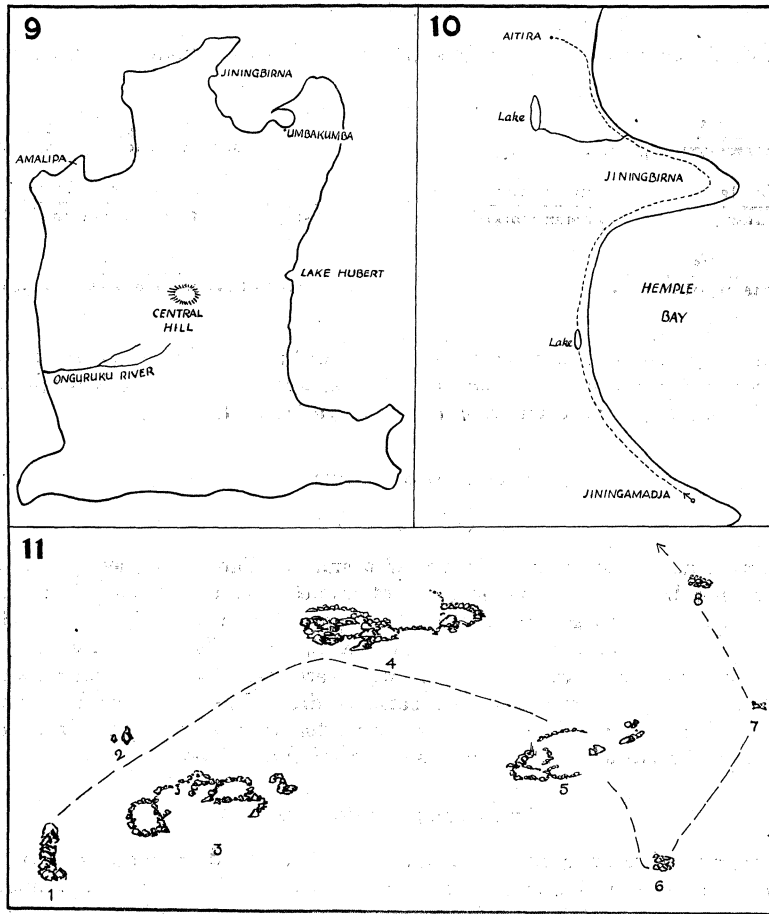 9
JININGBIRNA
UMBAKUMBA
AMALIPA
LAKE HUBERT
CENTRAL
HILL
ONGURUKU RIVER
10
AITIRA
Lake
JININGBIRNA
HEMPLE
BAY
Lake
JININGAMADJA
11
1
2
3
4
5
6
7
8